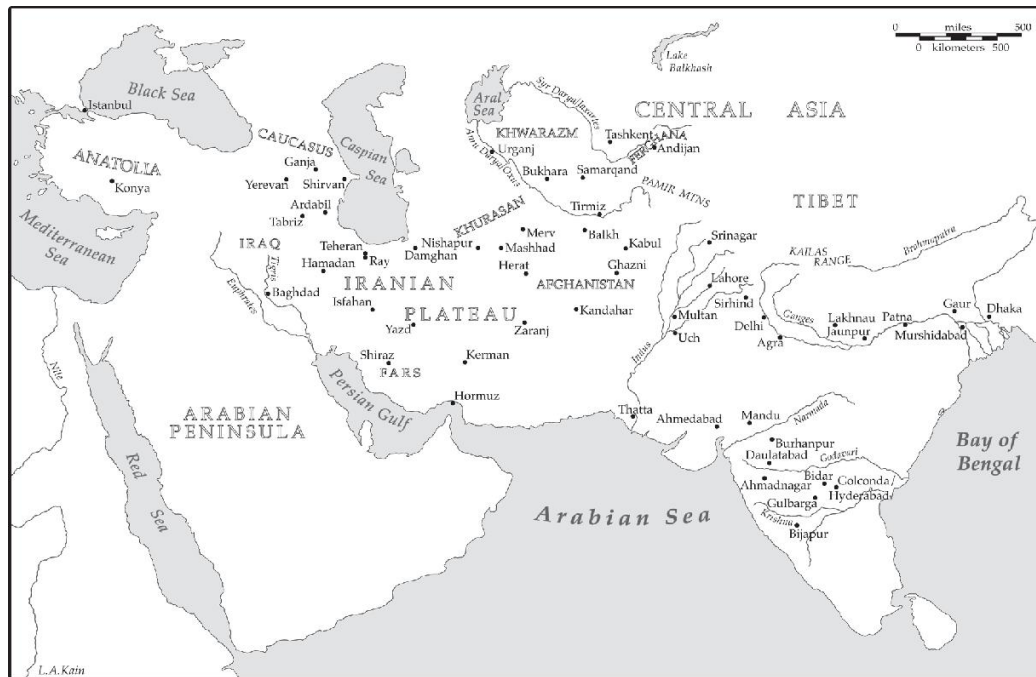 0 miles 500
0 kilometers 500
Lake
Balkhash
Black Sea
Istanbul
Aral
Sea
Syr Darya/Jaxartes
CENTRAL ASIA
CAUCASUS
Caspian
Sea
KHWARAZM
Urganj
Tashkent
FERGANA
Andijan
ANATOLIA
Konya
Ganja
Yerevan
Shirvan
Amu Darya/Oxus
Bukhara
Samarqand
PAMIR MTNS
TIBET
Ardabil
Tabriz
Tirmiz
Mediterranean
Sea
KHURASAN
Merv
Balkh
Kabul
Srinagar
KAILAS
RANGE
Brahmaputra
IRAQ
Tigris
Teheran
Ray
Damghan
Nishapur
Mashhad
Hamadan
Herat
Ghazni
AFGHANISTAN
Lahore
Sirhind
IRANIAN
PLATEAU
Baghdad
Euphrates
Isfahan
Kandahar
Multan
Delhi
Ganges
Lakhnau
Patna
Gaur
Dhaka
Yazd
Zaranj
Uch
Agra
Jaunpur
Murshidabad
Indus
Shiraz
FARS
Kerman
Nile
Persian Gulf
Hormuz
ARABIAN
PENINSULA
Thatta
Ahmedabad
Mandu
Narmada
Burhanpur
Daulatabad
Godavari
Bay of
Bengal
Red
Sea
Ahmadnagar
Bidar
Golconda
Hyderabad
Gulbarga
Arabian Sea
Krishna
Bijapur
L.A.Kain